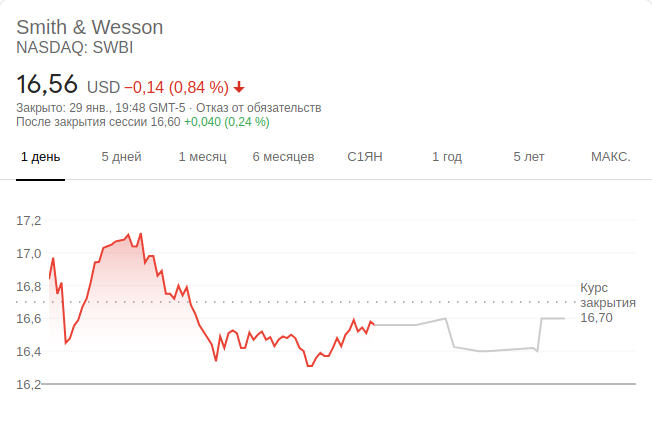 Smith & Wesson
NASDAQ: SWBI
16,56 USD −0,14 (0,84 %)
Закрыто: 29 янв., 19:48 GMT-5 · Отказ от обязательств
После закрытия сессии 16,60 +0,040 (0,24 %)
1 день 5 дней 1 месяц 6 месяцев С1ЯН 1 год 5 лет МАКС.
17,2
17,0
16,8
16,6
16,4
16,2
Курс
закрытия
16,70